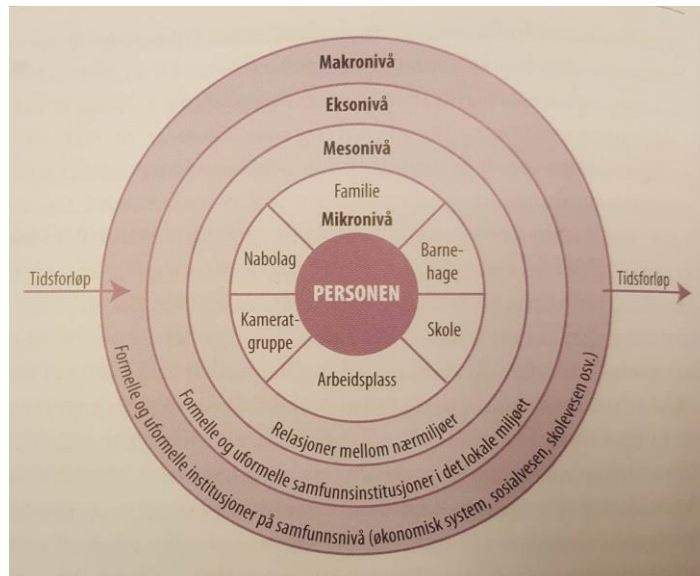 Makronivå
Eksonivå
Mesonivå
Familie
Mikronivå
Nabolag
Barne-
hage
Tidsforløp
Tidsforløp
PERSONEN
Kamerat-
gruppe
Skole
Arbeidsplass
Relasjoner mellom nærmiljøer
Formelle og uformelle samfunnsinstitusjoner i det lokale miljøet
Formelle og uformelle institusjoner på samfunnsnivå (økonomisk system, sosialvesen, skolevesen osv.)